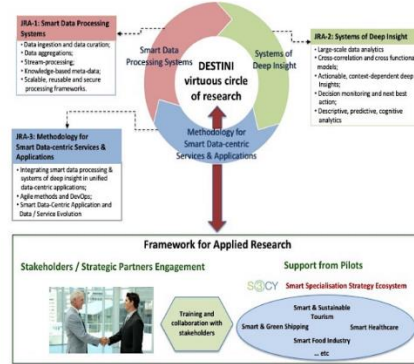 JRA-1: Smart Data Processing
Systems
• Data ingestion and data curation;
• Data aggregations;
• Stream-processing;
• Knowledge-based meta-data;
• Scalable, reusable and secure
processing frameworks.
Smart Data
Processing Systems
Systems of
Deep Insight
DESTINI
virtuous circle
of research
JRA-2: Systems of Deep Insight
• Large-scale data analytics
• Cross-correlation and cross functional
models;
• Actionable, context-dependent deep
Insights;
• Decision monitoring and next best
action;
• Descriptive, predictive, cognitive
analytics
JRA-3: Methodology for
Smart Data-centric Services &
Applications
• Integrating smart data processing &
systems of deep insight in unified
data-centric applications;
• Agile methods and DevOps;
• Smart Data-Centric Application and
Data / Service Evolution
Methodology for
Smart Data-centric
Services & Applications
Framework for Applied Research
Stakeholders / Strategic Partners Engagement
Support from Pilots
S3CY
Smart Specialisation Strategy Ecosystem
Training and
collaboration with
stakeholders
Smart & Sustainable
Tourism
Smart & Green Shipping
Smart Healthcare
Smart Food Industry
... etc